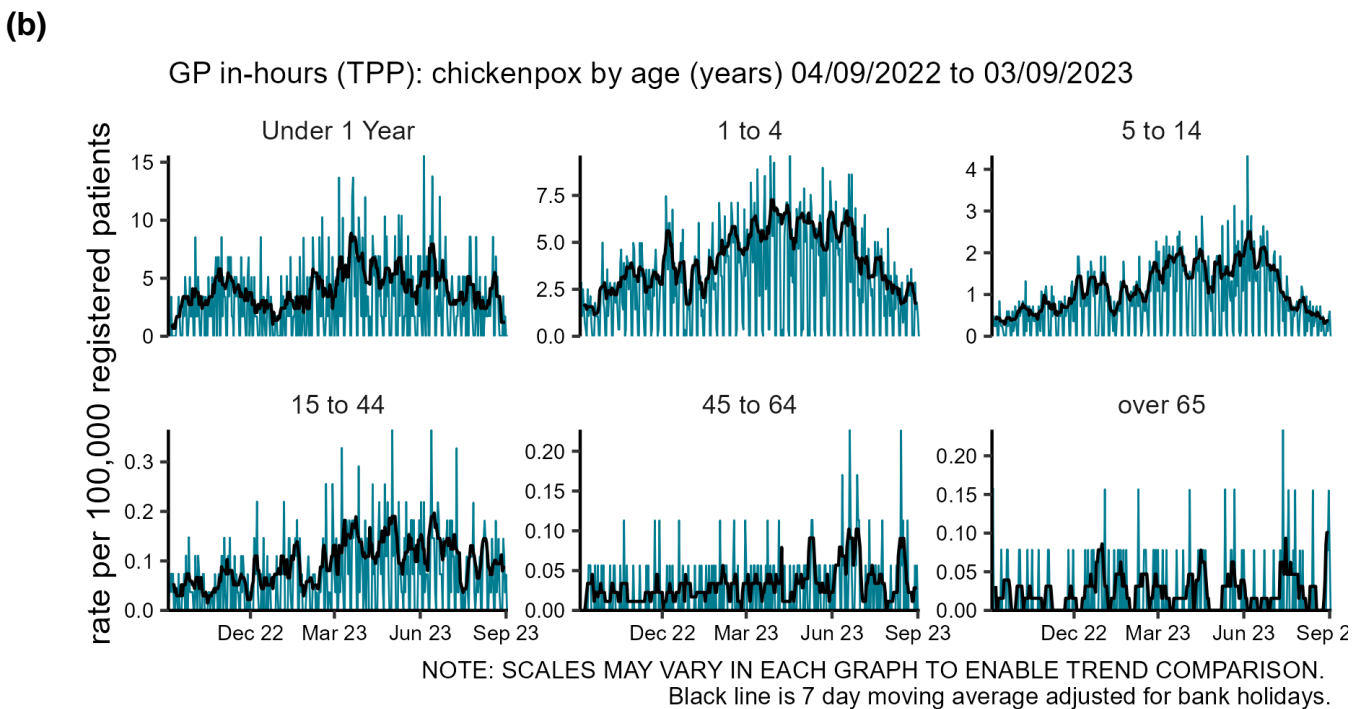 (b)
GP in-hours (TPP): chickenpox by age (years) 04/09/2022 to 03/09/2023
rate per 100,000 registered patients
Under 1 Year
15
10
5
0
1 to 4
7.5
5.0
2.5
0.0
5 to 14
4
3
2
1
0
15 to 44
0.3
0.2
0.1
0.0
Dec 22 Mar 23 Jun 23 Sep 23
45 to 64
0.20
0.15
0.10
0.05
0.00
Dec 22 Mar 23 Jun 23 Sep 23
over 65
0.20
0.15
0.10
0.05
0.00
Dec 22 Mar 23 Jun 23 Sep 2
NOTE: SCALES MAY VARY IN EACH GRAPH TO ENABLE TREND COMPARISON.
Black line is 7 day moving average adjusted for bank holidays.